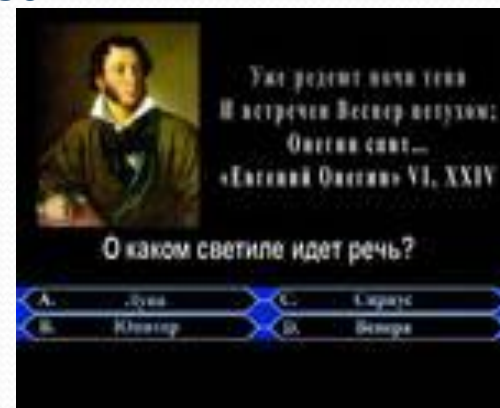 Уже редеют ночи тени
И встречен Веспер петухом;
Онегин спит...
«Евгений Онегин» VI, XXIV
О каком светиле идет речь?
A. Луна
C. Сириус
B. Юпитер
D. Венера